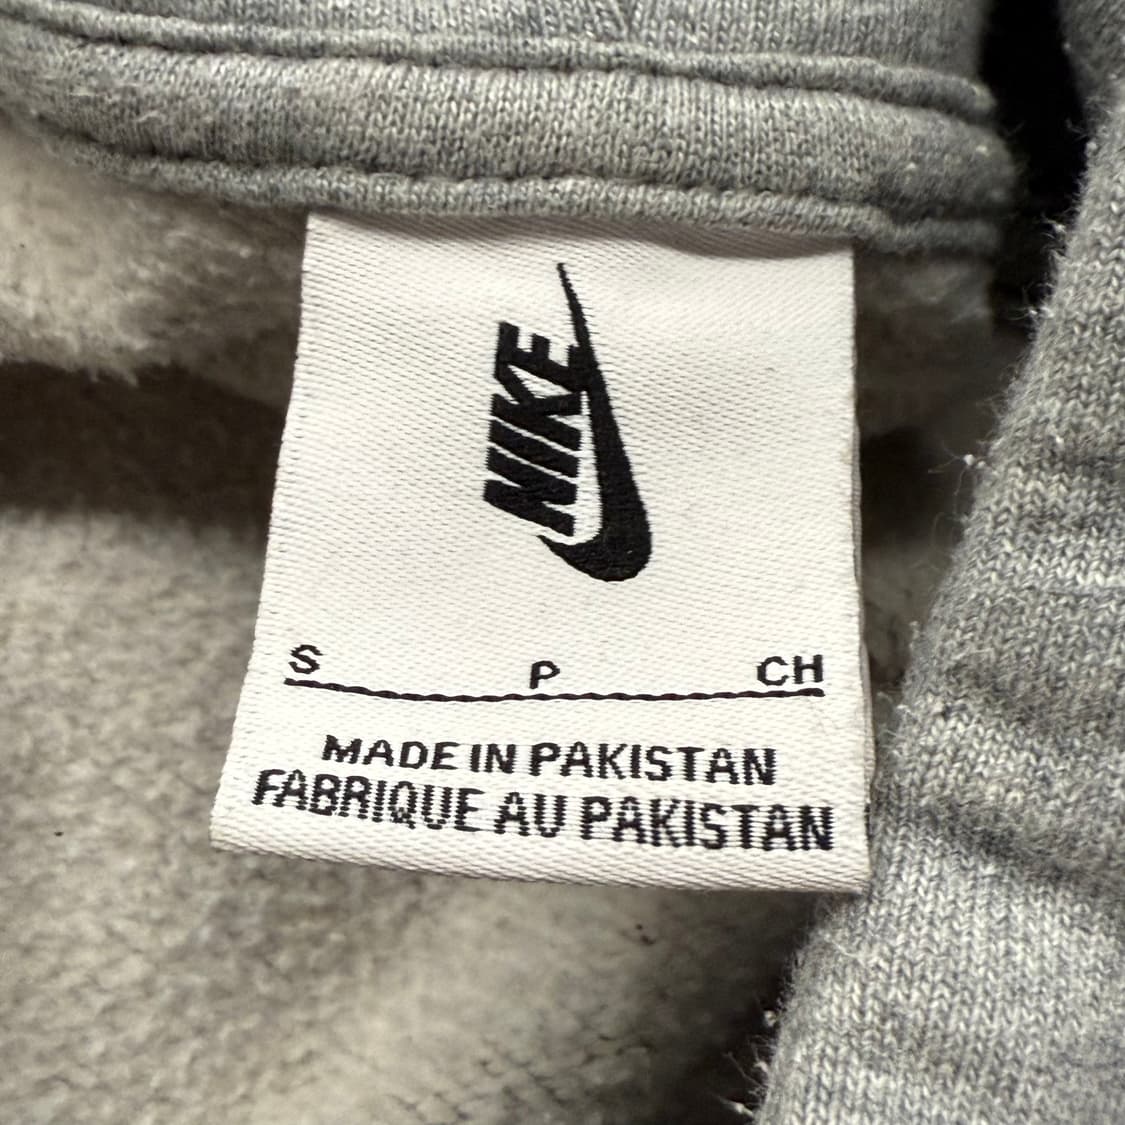 NIKE
S P CH
MADE IN PAKISTAN
FABRIQUE AU PAKISTAN